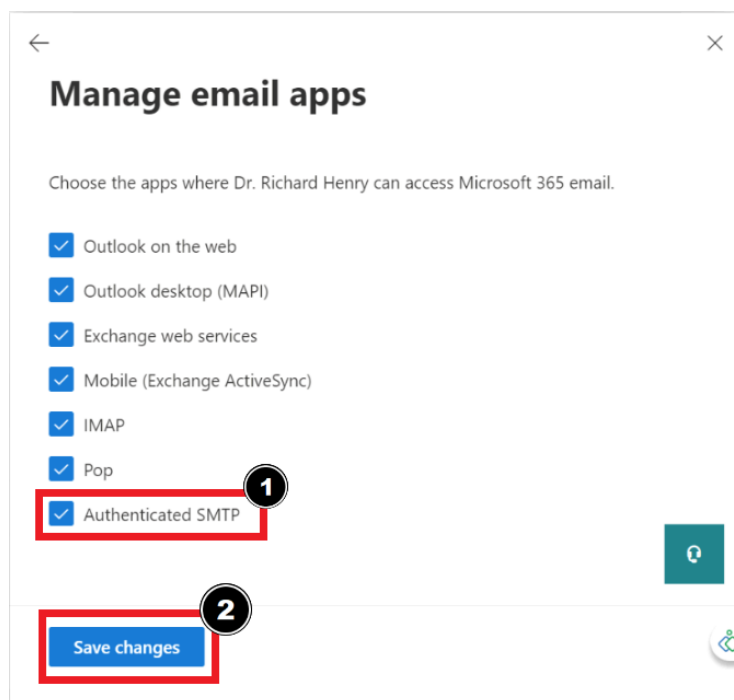 Manage email apps
Choose the apps where Dr. Richard Henry can access Microsoft 365 email.
Outlook on the web
Outlook desktop (MAPI)
Exchange web services
Mobile (Exchange ActiveSync)
IMAP
Pop
1
Authenticated SMTP
2
Save changes